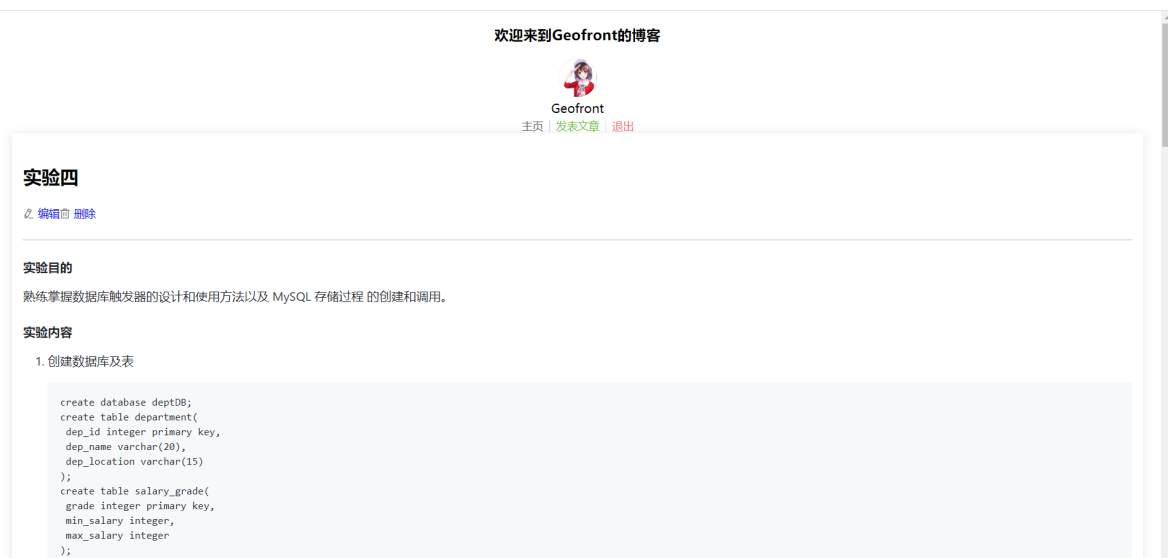 欢迎来到Geofront的博客
Geofront
主页 发表文章 退出
实验四
编辑 删除
实验目的
熟练掌握数据库触发器的设计和使用方法以及 MySQL 存储过程 的创建和调用。
实验内容
1. 创建数据库及表
create database deptDB;
create table department(
dep_id integer primary key,
dep_name varchar(20),
dep_location varchar(15)
);
create table salary_grade(
grade integer primary key,
min_salary integer,
max_salary integer
);